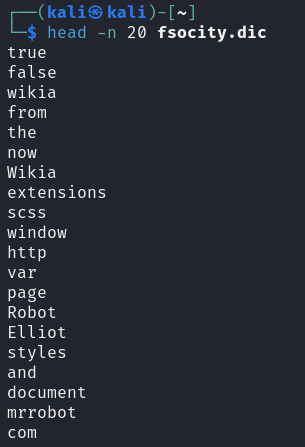 ┌──(kali㉿kali)-[~]
└─$ head -n 20 fsocity.dic
true
false
wikia
from
the
now
Wikia
extensions
scss
window
http
var
page
Robot
Elliot
styles
and
document
mrrobot
com